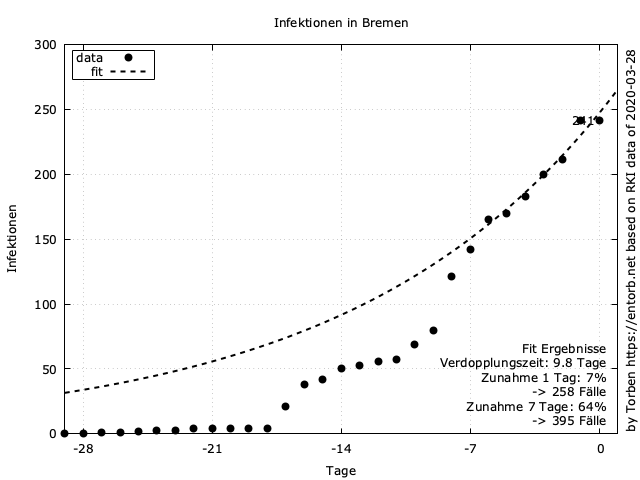 Infektionen in Bremen
300
250
200
150
100
50
0
Infektionen
data
fit
241
Fit Ergebnisse
Verdopplungszeit: 9.8 Tage
Zunahme 1 Tag: 7%
-> 258 Fälle
Zunahme 7 Tage: 64%
-> 395 Fälle
-28
-21
-14
-7
0
Tage
by Torben https://entorb.net based on RKI data of 2020-03-28